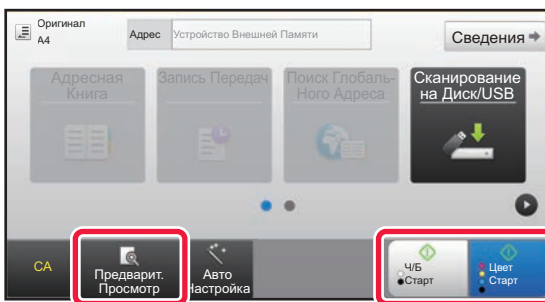 Оригинал
A4
Адрес
Устройство Внешней Памяти
Сведения
Адресная
Книга
Запись Передач
Поиск Глобаль-
Ного Адреса
Сканирование
на Диск/USB
CA
Предварит.
Просмотр
Авто
Настройка
Ч/Б
Старт
Цвет
Старт